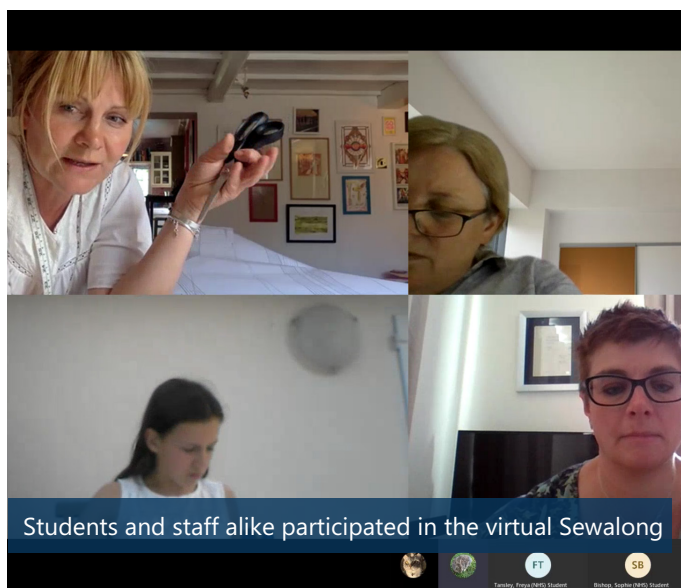 Students and staff alike participated in the virtual Sewalong
FT
SB
Tansley, Freya (NHS) Student
Bishop, Sophie (NHS) Student